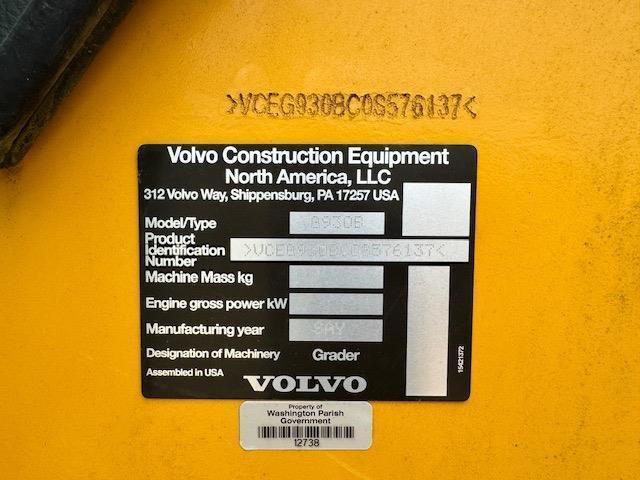 >VCEG930BC0S576137<
Volvo Construction Equipment
North America, LLC
312 Volvo Way, Shippensburg, PA 17257 USA
Model/Type G930B
Product
Identification
Number >VCEG930BC0S576137<
Machine Mass kg
Engine gross power kW
Manufacturing year
Designation of Machinery Grader
Assembled in USA
VOLVO
15421372
Property of
Washington Parish
Government
12738